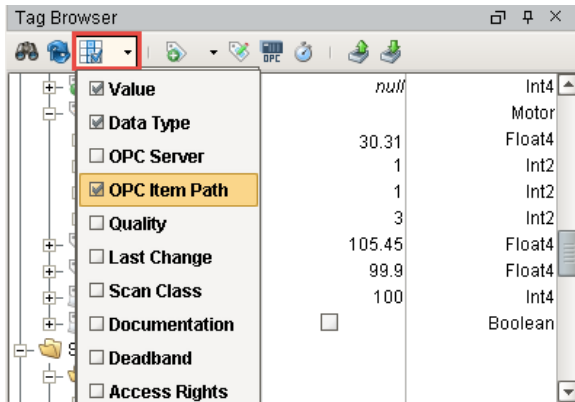 Tag Browser
OPC
Value
Data Type
OPC Server
OPC Item Path
Quality
Last Change
Scan Class
Documentation
Deadband
Access Rights
null Int4
Motor
30.31 Float4
1 Int2
1 Int2
3 Int2
105.45 Float4
99.9 Float4
100 Int4
Boolean
S